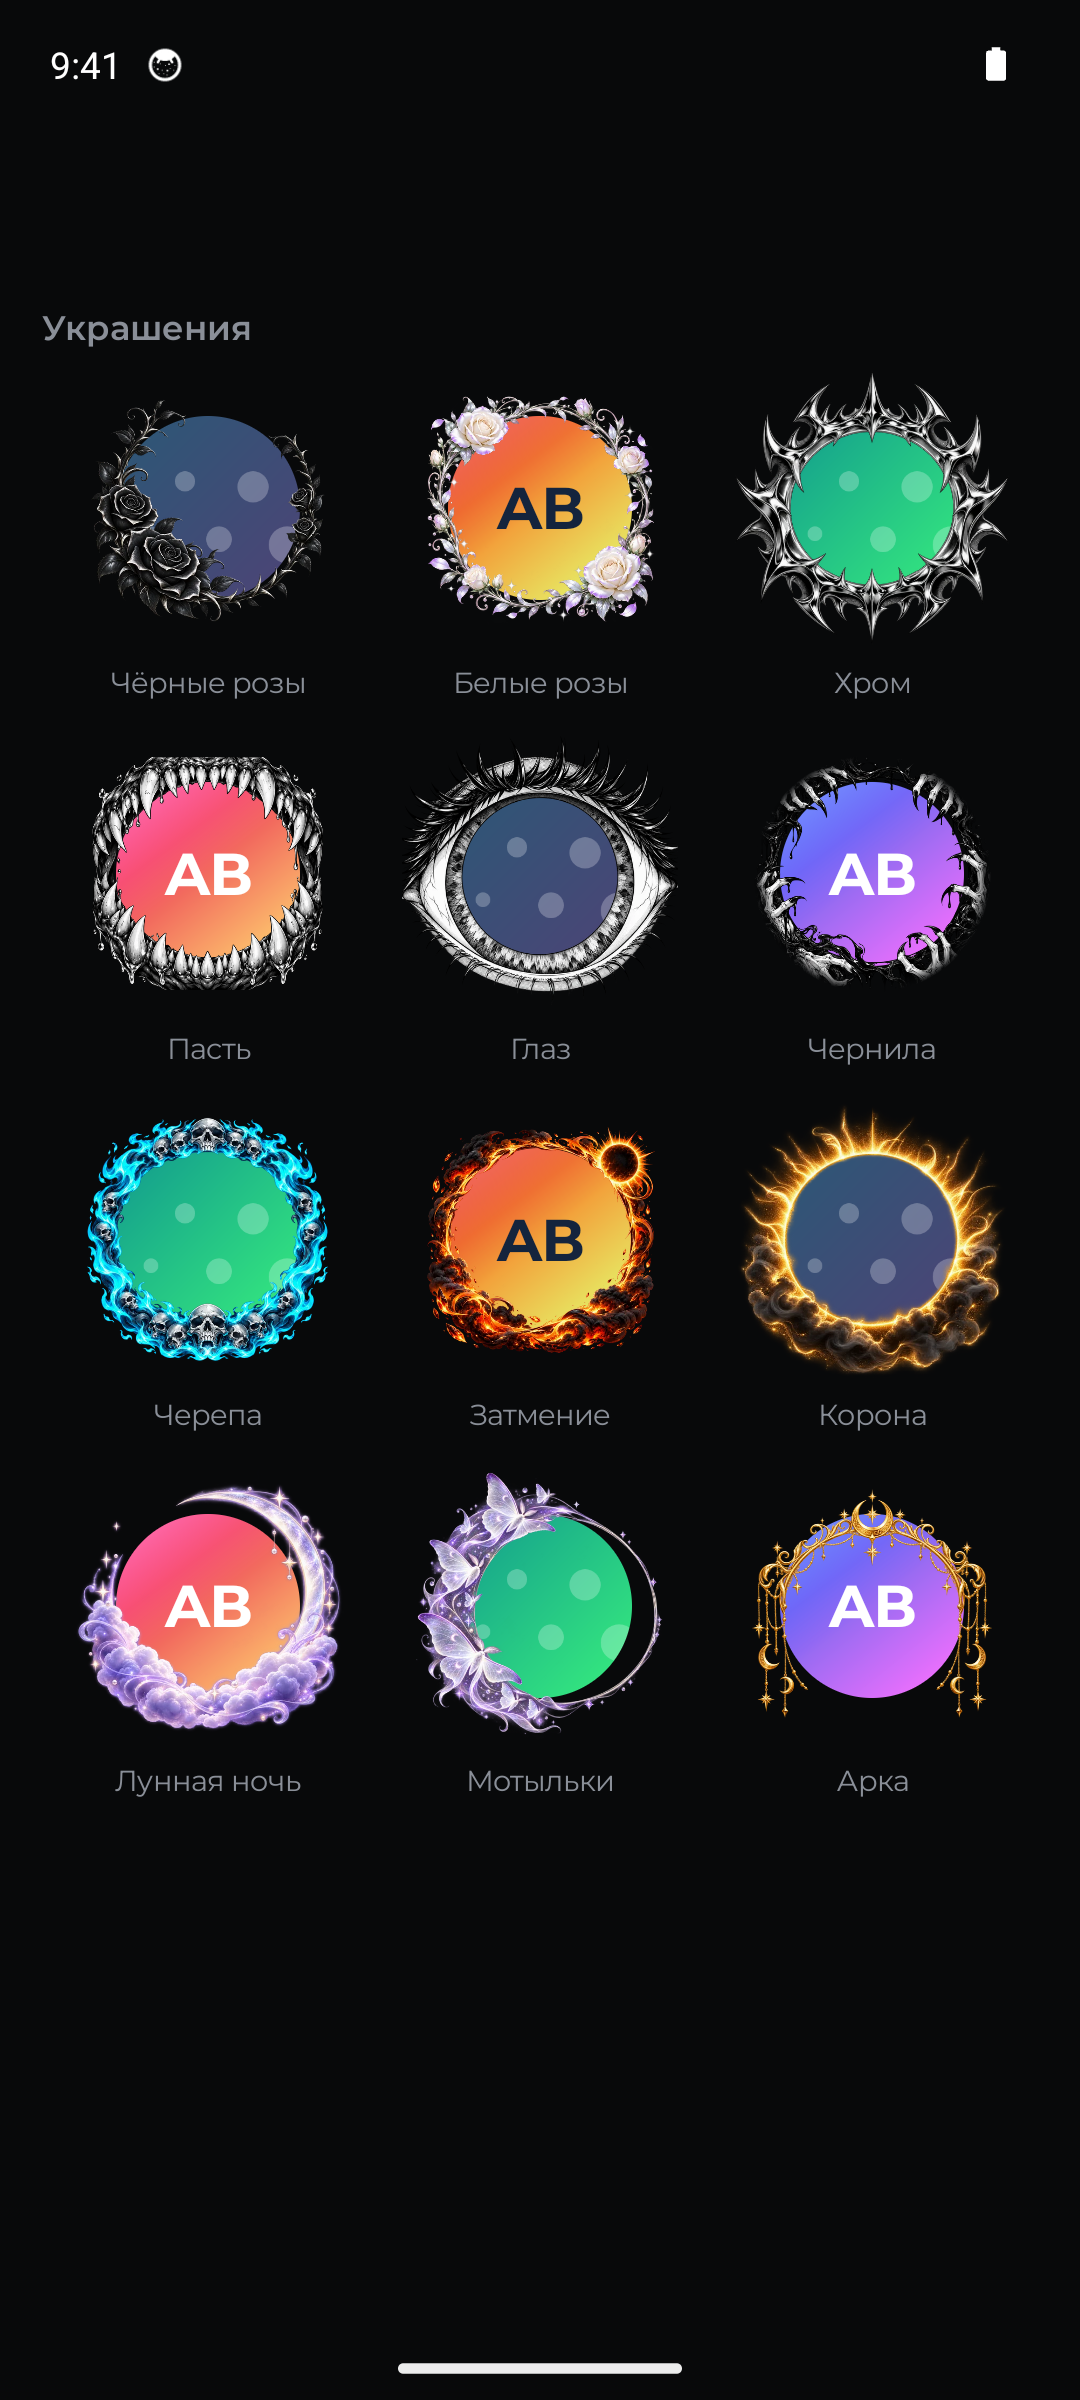 9:41
Украшения
AB
Чёрные розы
Белые розы
Хром
AB
AB
Пасть
Глаз
Чернила
AB
Черепа
Затмение
Корона
AB
AB
Лунная ночь
Мотыльки
Арка